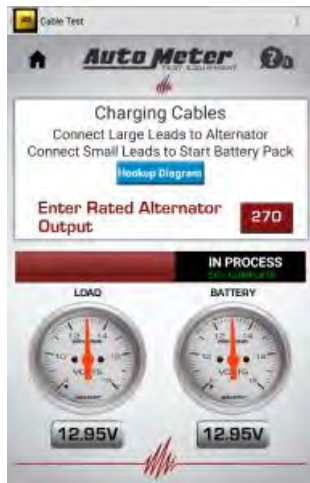 Cable Test
Auto Meter
TEST EQUIPMENT
Charging Cables
Connect Large Leads to Alternator
Connect Small Leads to Start Battery Pack
Hookup Diagram
Enter Rated Alternator
Output
270
IN PROCESS
LOAD
BATTERY
VOLTS
VOLTS
12.95V
12.95V